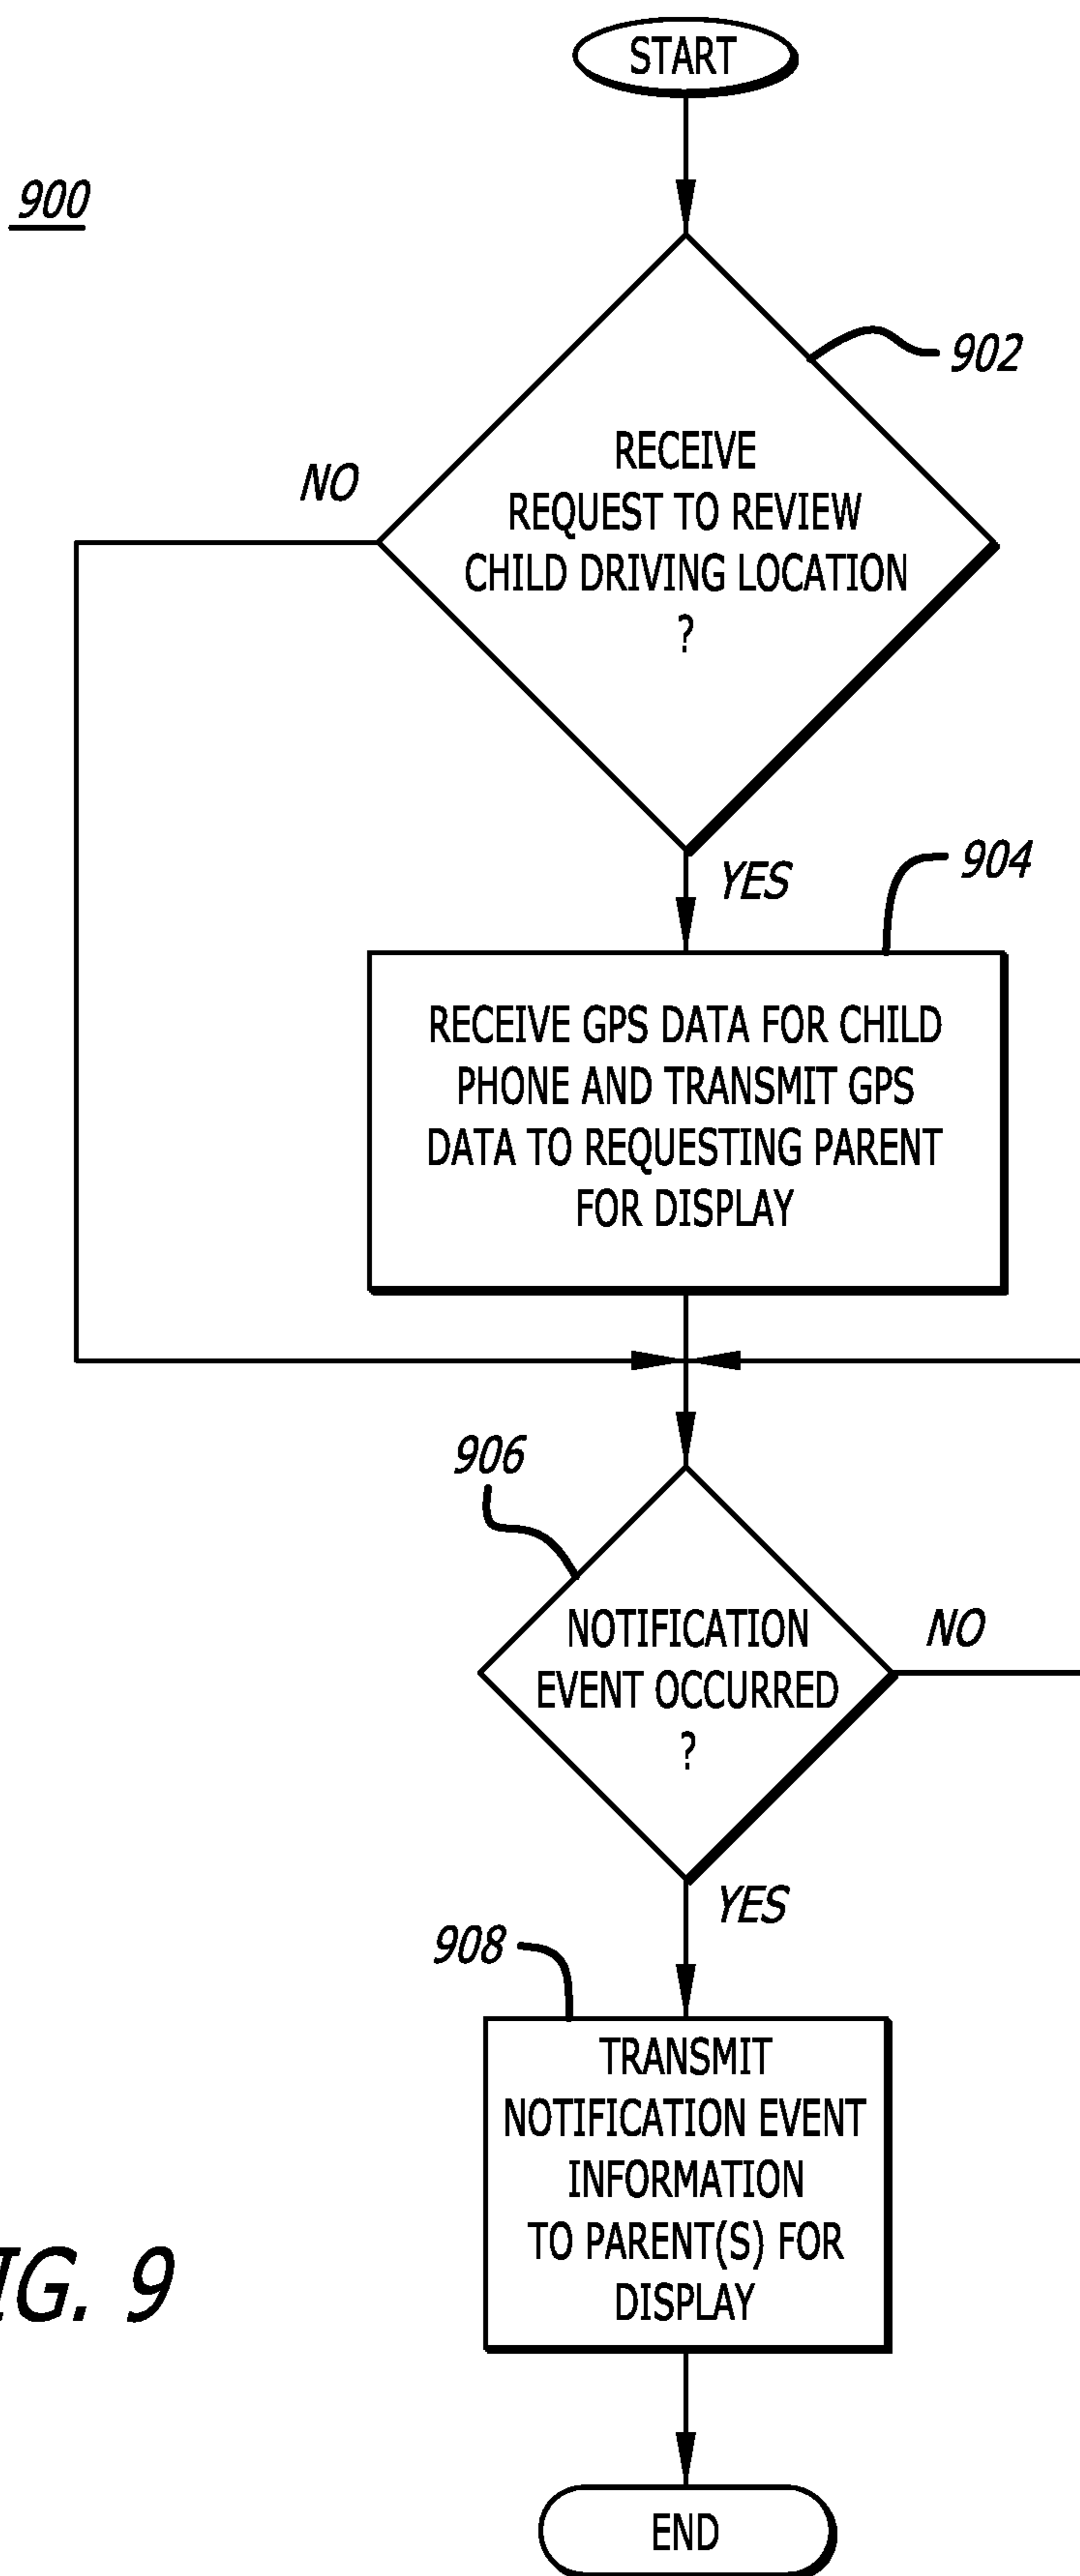 START
900
902
NO
RECEIVE
REQUEST TO REVIEW
CHILD DRIVING LOCATION
?
YES
904
RECEIVE GPS DATA FOR CHILD
PHONE AND TRANSMIT GPS
DATA TO REQUESTING PARENT
FOR DISPLAY
906
NOTIFICATION
EVENT OCCURRED
?
NO
YES
908
TRANSMIT
NOTIFICATION EVENT
INFORMATION
TO PARENT(S) FOR
DISPLAY
IG. 9
END